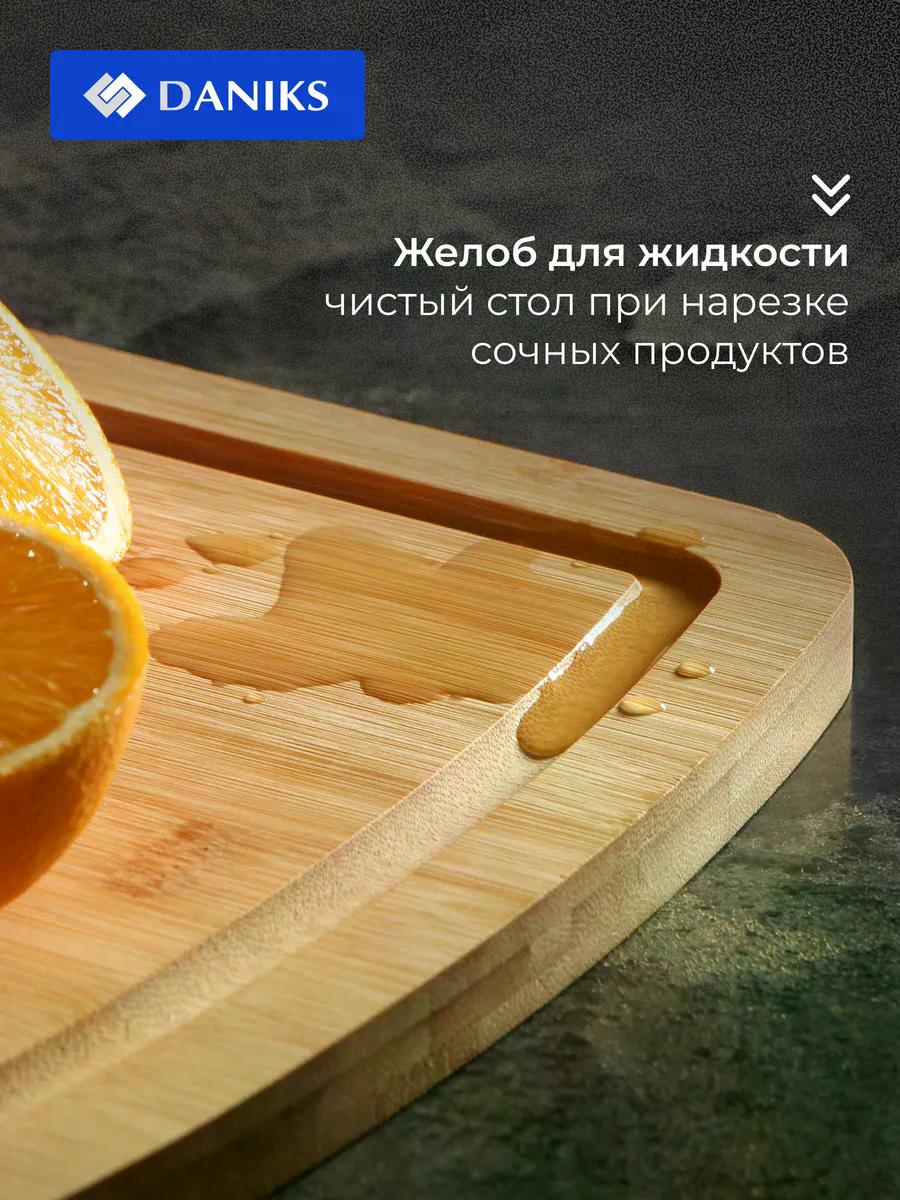 DANIKS
Желоб для жидкости
чистый стол при нарезке
сочных продуктов